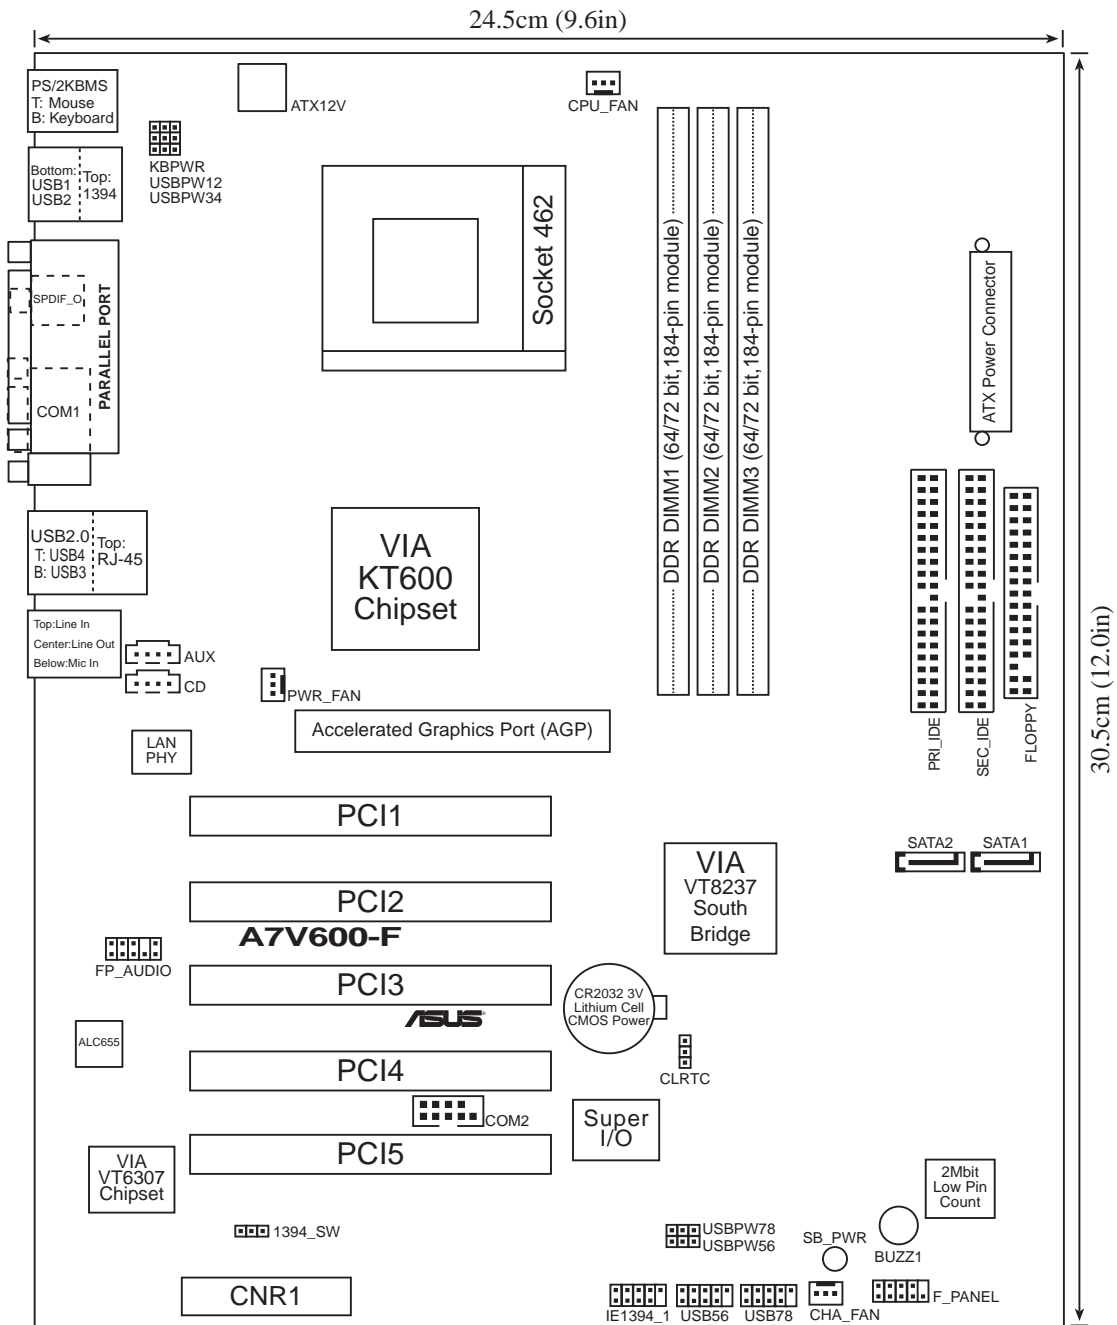 24.5cm (9.6in)
PS/2KBMS
T: Mouse
B: Keyboard
ATX12V
CPU_FAN
KBPWR
USBPW12
USBPW34
Bottom:
USB1
USB2
Top:
1394
Socket 462
DDR DIMM1 (64/72 bit,184-pin module)
DDR DIMM2 (64/72 bit,184-pin module)
DDR DIMM3 (64/72 bit,184-pin module)
ATX Power Connector
SPDIF_O
PARALLEL PORT
COM1
USB2.0
T: USB4
B: USB3
Top:
RJ-45
VIA
KT600
Chipset
Top:Line In
Center:Line Out
Below:Mic In
AUX
CD
PWR_FAN
Accelerated Graphics Port (AGP)
PRI_IDE
SEC_IDE
FLOPPY
30.5cm (12.0in)
LAN
PHY
PCI1
SATA2
SATA1
VIA
VT8237
South
Bridge
PCI2
A7V600-F
FP_AUDIO
PCI3
CR2032 3V
Lithium Cell
CMOS Power
ASUS
ALC655
PCI4
CLRTC
COM2
Super
I/O
PCI5
VIA
VT6307
Chipset
2Mbit
Low Pin
Count
1394_SW
USBPW78
USBPW56
SB_PWR
BUZZ1
CNR1
IE1394_1
USB56
USB78
CHA_FAN
F_PANEL